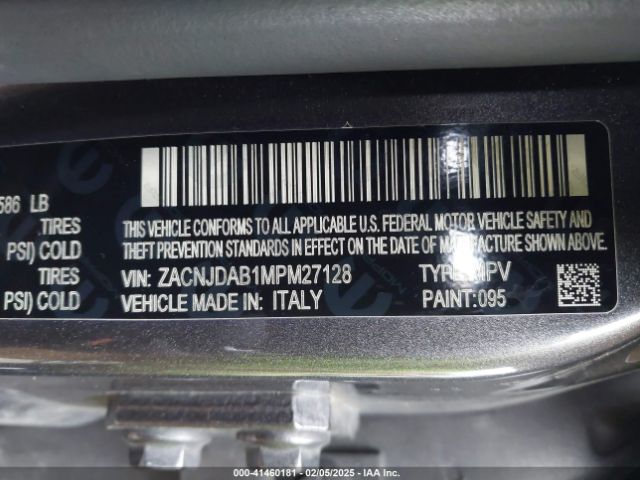 586 LB
TIRES
PSI) COLD
TIRES
PSI) COLD
THIS VEHICLE CONFORMS TO ALL APPLICABLE U.S. FEDERAL MOTOR VEHICLE SAFETY AND
THEFT PREVENTION STANDARDS IN EFFECT ON THE DATE OF MANUFACTURE SHOWN ABOVE.
VIN: ZACNJDAB1MPM27128 TYPE: MPV
VEHICLE MADE IN: ITALY PAINT: 095
000-41460181 - 02/05/2025 - IAA Inc.